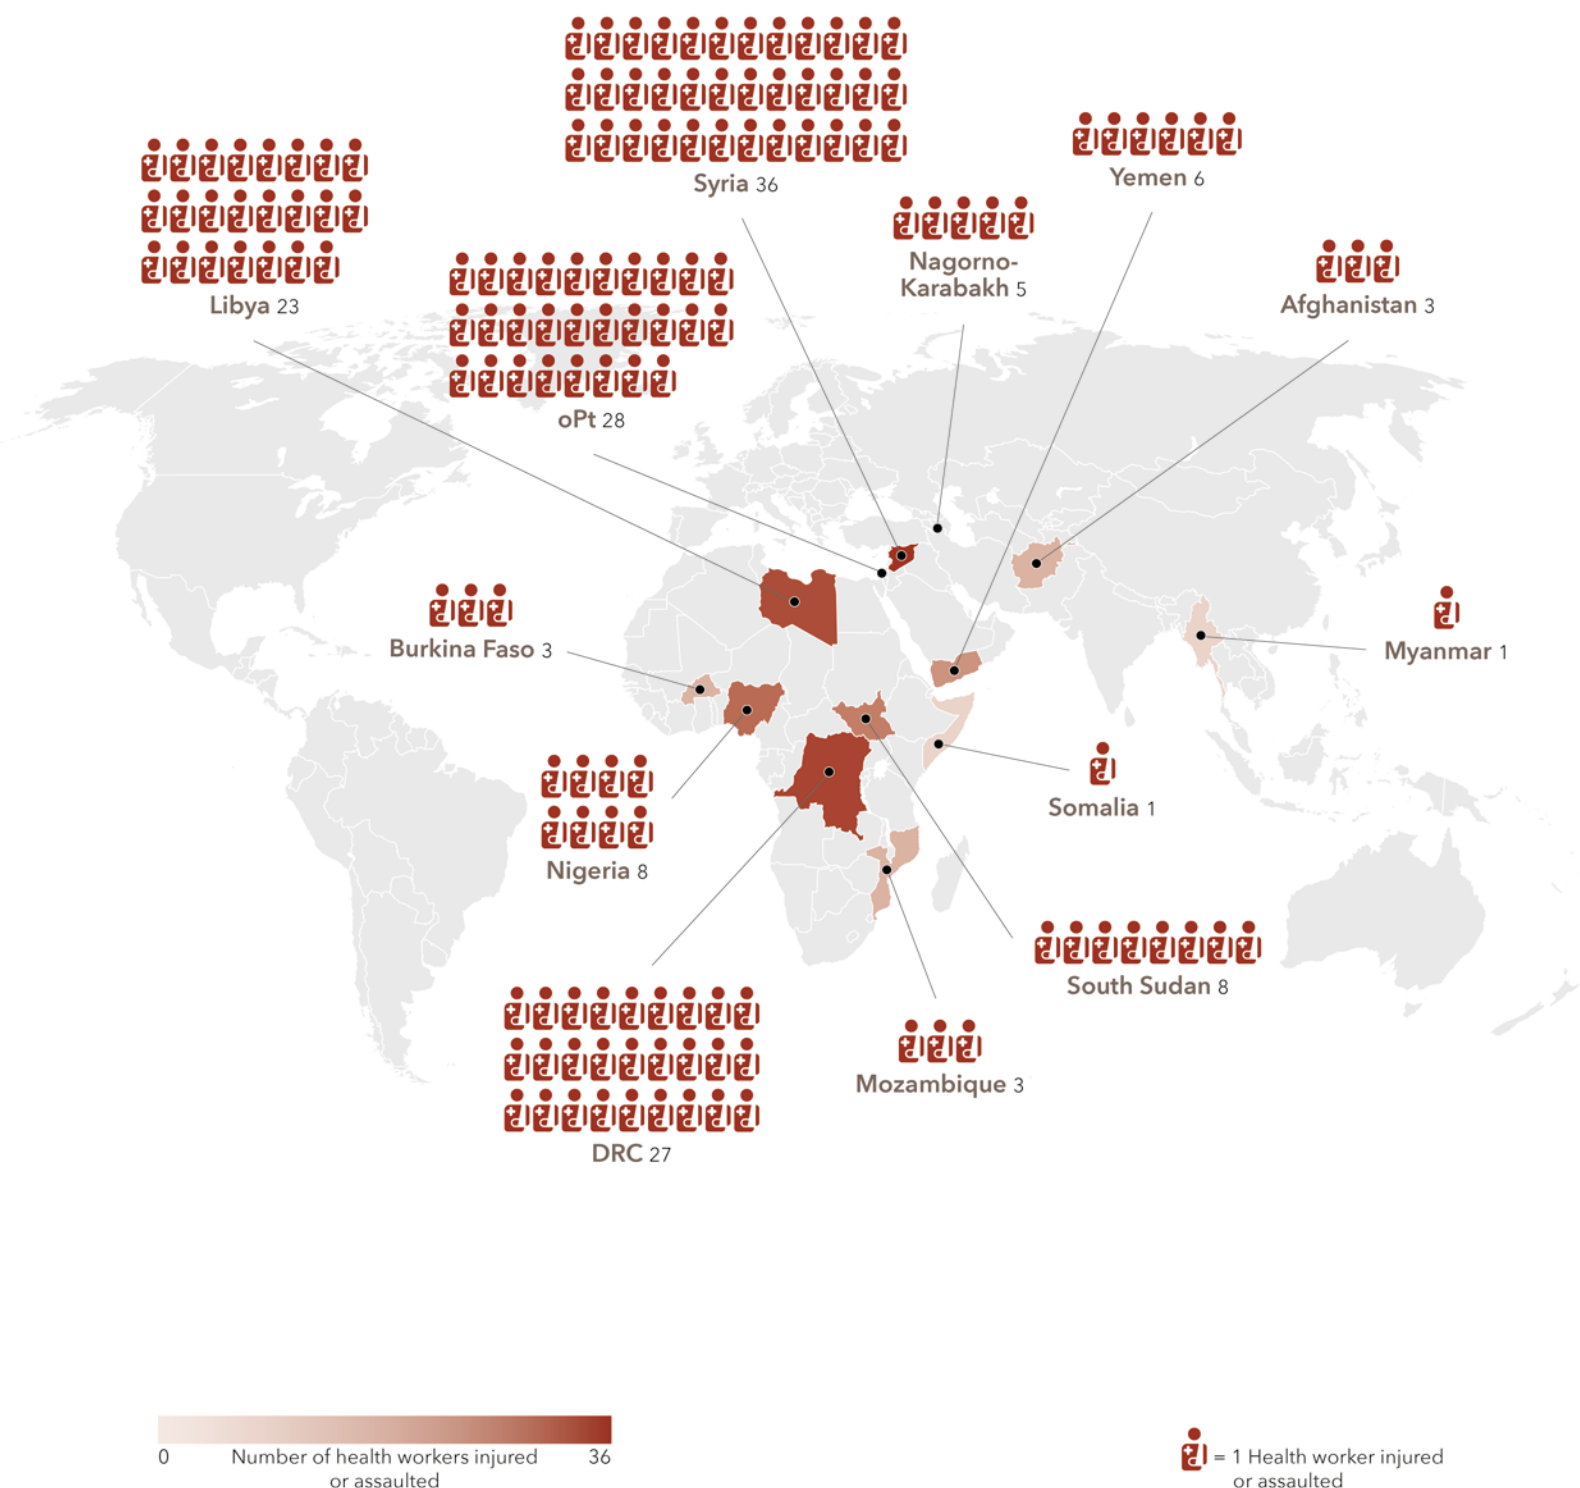 Syria 36
Yemen 6
Libya 23
Nagorno-
Karabakh 5
Afghanistan 3
oPt 28
Burkina Faso 3
Myanmar 1
Somalia 1
Nigeria 8
South Sudan 8
Mozambique 3
DRC 27
0
Number of health workers injured
or assaulted
36
= 1 Health worker injured
or assaulted